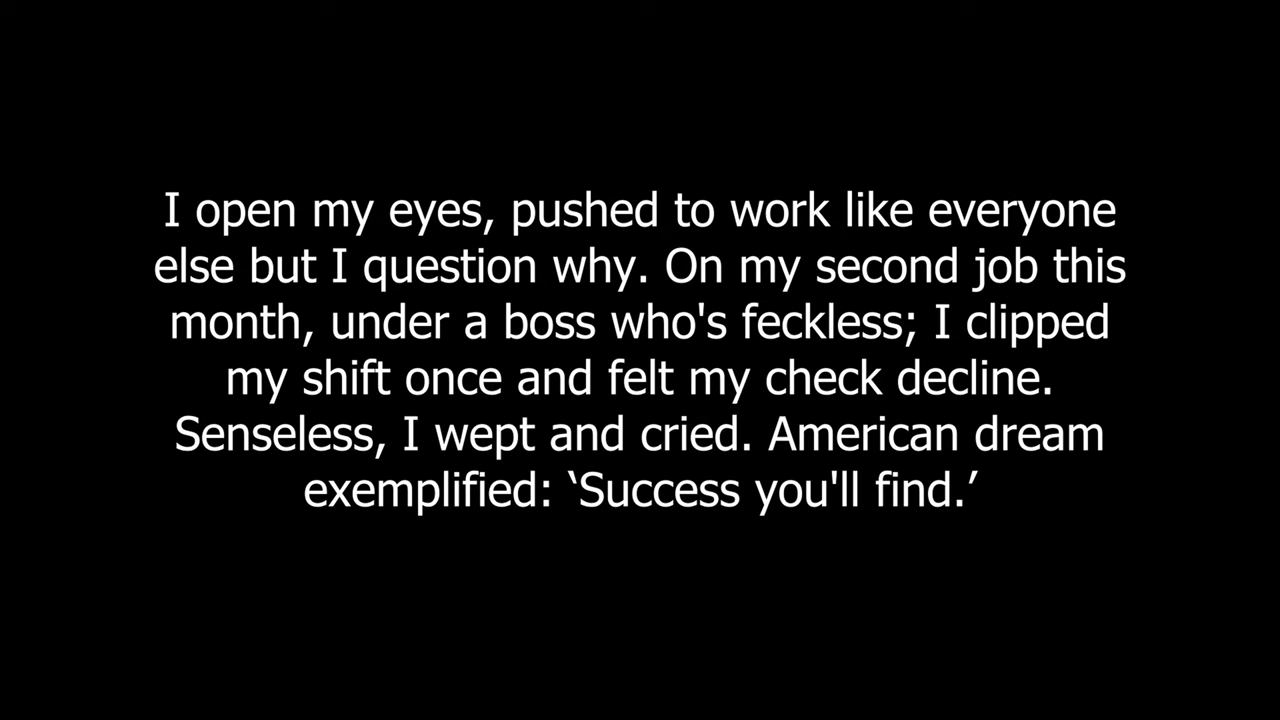 I open my eyes, pushed to work like everyone
else but I question why. On my second job this
month, under a boss who's feckless; I clipped
my shift once and felt my check decline.
Senseless, I wept and cried. American dream
exemplified: ‘Success you'll find.’